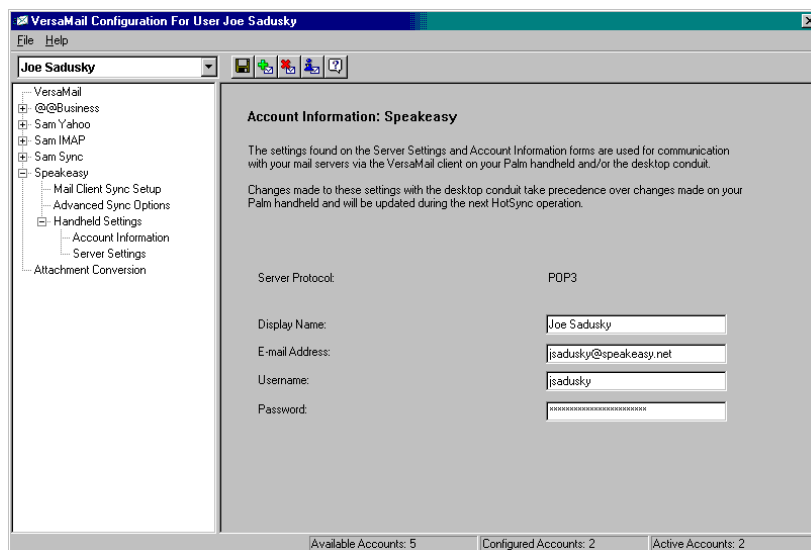 VersaMail Configuration For User Joe Sadusky
File Help
Joe Sadusky
VersaMail
@@Business
Sam Yahoo
Sam IMAP
Sam Sync
Speakeasy
Mail Client Sync Setup
Advanced Sync Options
Handheld Settings
Account Information
Server Settings
Attachment Conversion
Account Information: Speakeasy
The settings found on the Server Settings and Account Information forms are used for communication
with your mail servers via the VersaMail client on your Palm handheld and/or the desktop conduit.
Changes made to these settings with the desktop conduit take precedence over changes made on your
Palm handheld and will be updated during the next HotSync operation.
Server Protocol: POP3
Display Name: Joe Sadusky
E-mail Address: jsadusky@speakeasy.net
Username: jsadusky
Password: ************************
Available Accounts: 5 Configured Accounts: 2 Active Accounts: 2